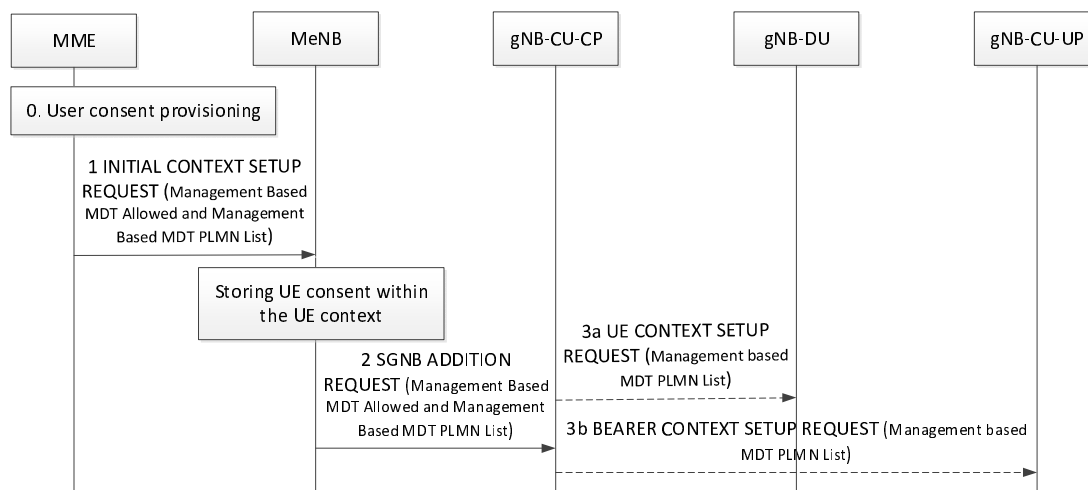 MME
MeNB
gNB-CU-CP
gNB-DU
gNB-CU-UP
0. User consent provisioning
1 INITIAL CONTEXT SETUP
REQUEST (Management Based
MDT Allowed and Management
Based MDT PLMN List)
Storing UE consent within
the UE context
2 SGNB ADDITION
REQUEST (Management Based
MDT Allowed and Management
Based MDT PLMN List)
3a UE CONTEXT SETUP
REQUEST (Management based
MDT PLMN List)
3b BEARER CONTEXT SETUP REQUEST (Management based
MDT PLMN List)